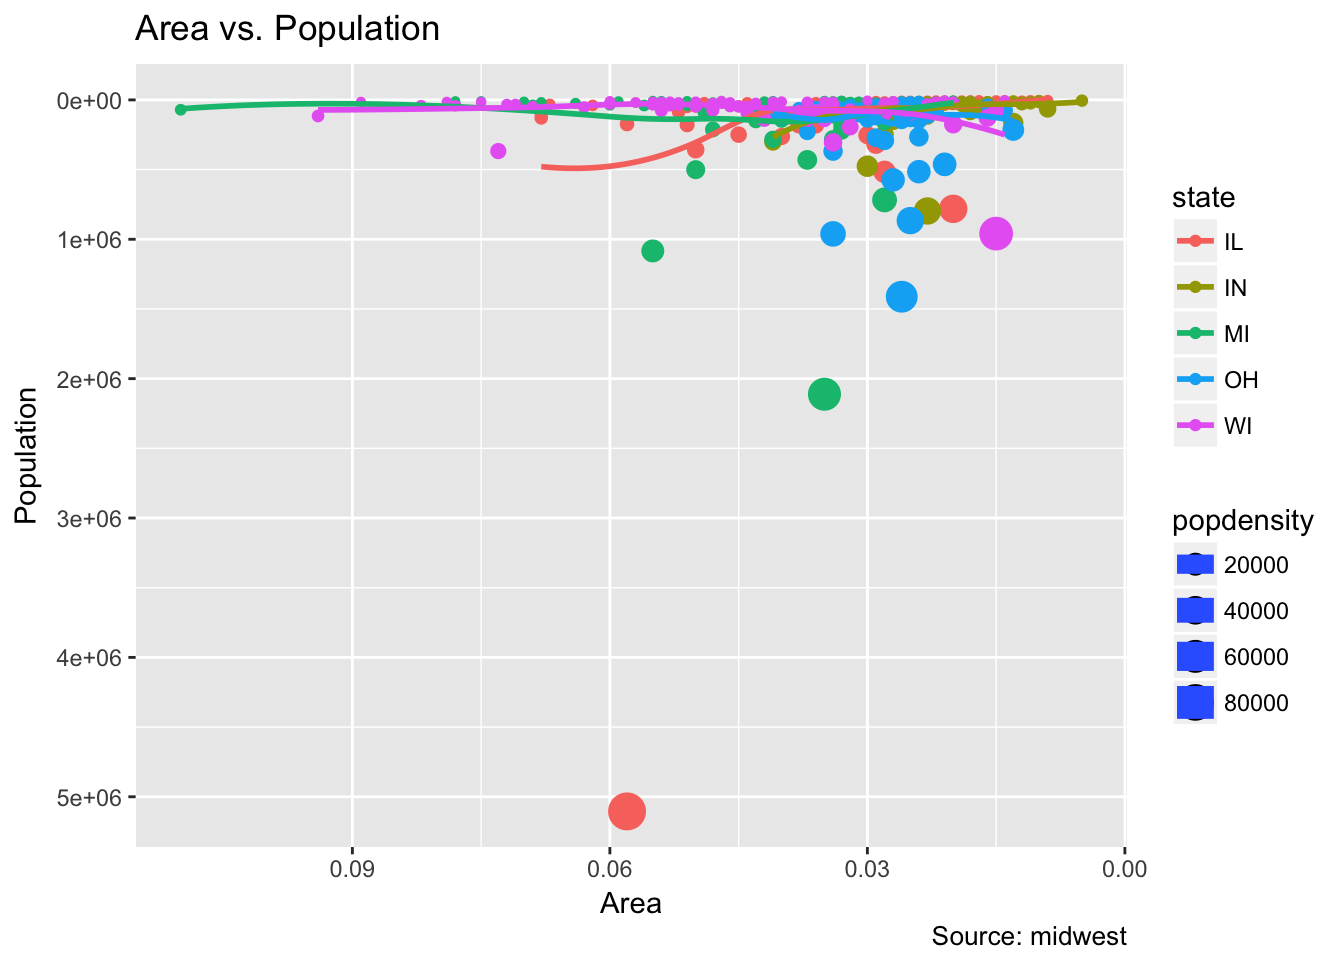 Area vs. Population
0e+00
1e+06
2e+06
3e+06
4e+06
5e+06
Population
0.09
0.06
0.03
0.00
Area
Source: midwest
state
IL
IN
MI
OH
WI
popdensity
20000
40000
60000
80000